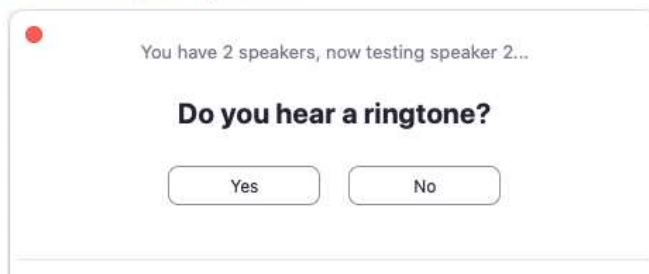 You have 2 speakers, now testing speaker 2...
Do you hear a ringtone?
Yes
No